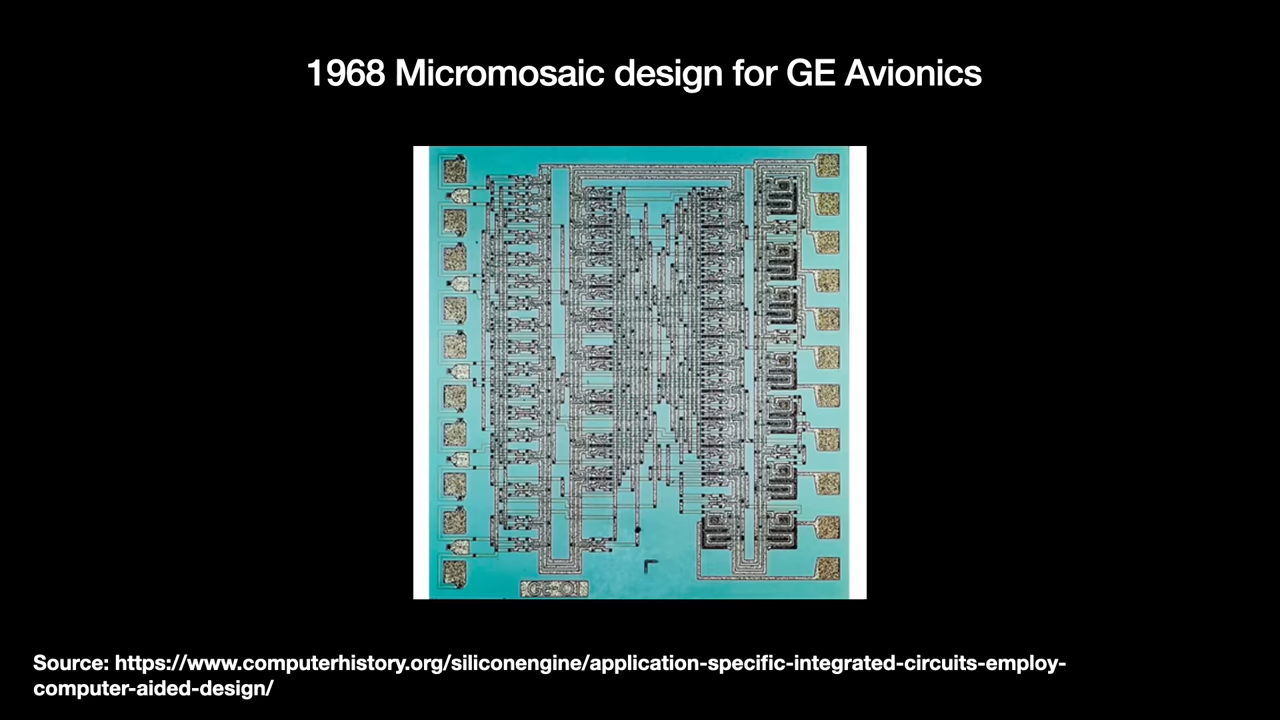 1968 Micromosaic design for GE Avionics
Source: https://www.computerhistory.org/siliconengine/application-specific-integrated-circuits-employ-
computer-aided-design/